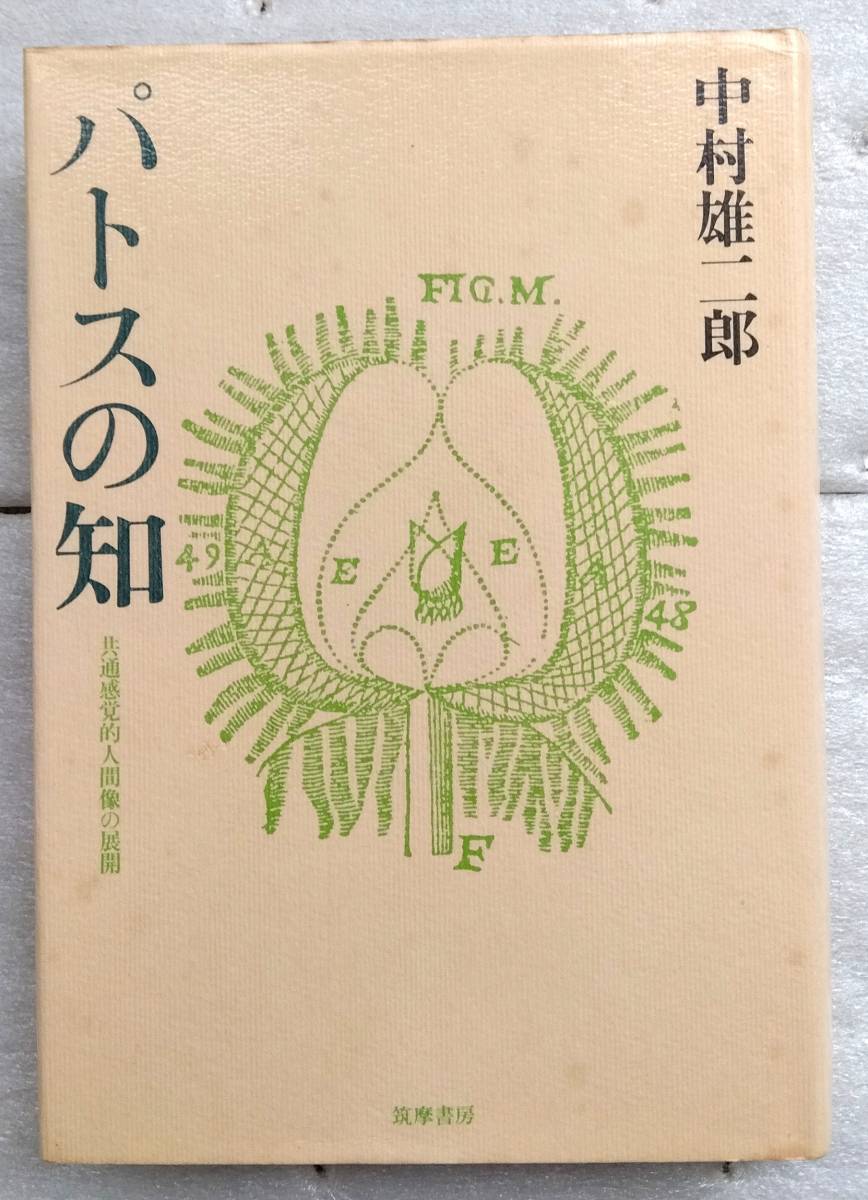 中村雄二郎
パトスの知
共通感覚的人間像の展開
FIG.M.
49
A
E
E
A
48
F
筑摩書房